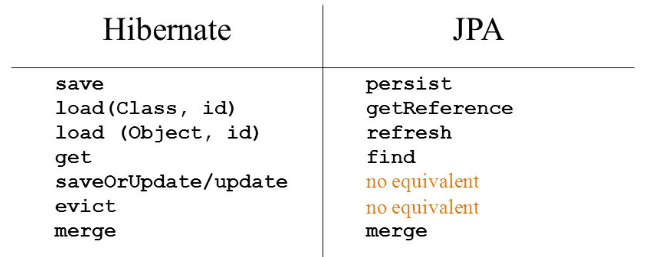 Hibernate JPA
save persist
load(Class, id) getReference
load (Object, id) refresh
get find
saveOrUpdate/update no equivalent
evict no equivalent
merge merge